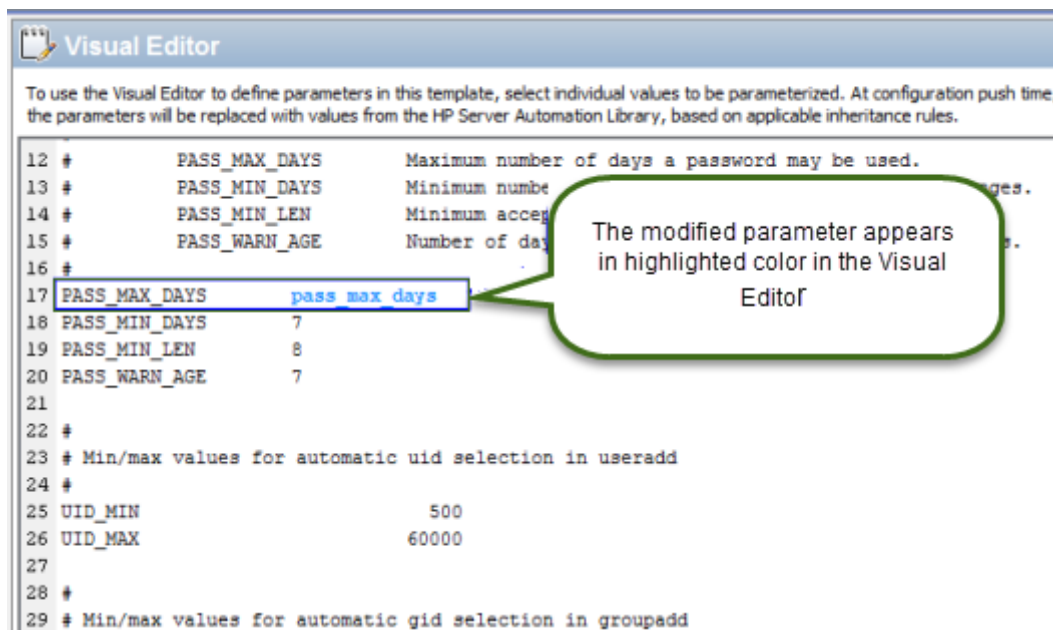 Visual Editor
To use the Visual Editor to define parameters in this template, select individual values to be parameterized. At configuration push time
the parameters will be replaced with values from the HP Server Automation Library, based on applicable inheritance rules.
12 # PASS_MAX_DAYS Maximum number of days a password may be used.
13 # PASS_MIN_DAYS Minimum
14 # PASS_MIN_LEN Minimum
15 # PASS_WARN_AGE Number of
16 #
The modified parameter appears
in highlighted color in the Visual
Editor
17 PASS_MAX_DAYS pass_max_days
18 PASS_MIN_DAYS 7
19 PASS_MIN_LEN 8
20 PASS_WARN_AGE 7
21
22 #
23 # Min/max values for automatic uid selection in useradd
24 #
25 UID_MIN 500
26 UID_MAX 60000
27
28 #
29 # Min/max values for automatic gid selection in groupadd